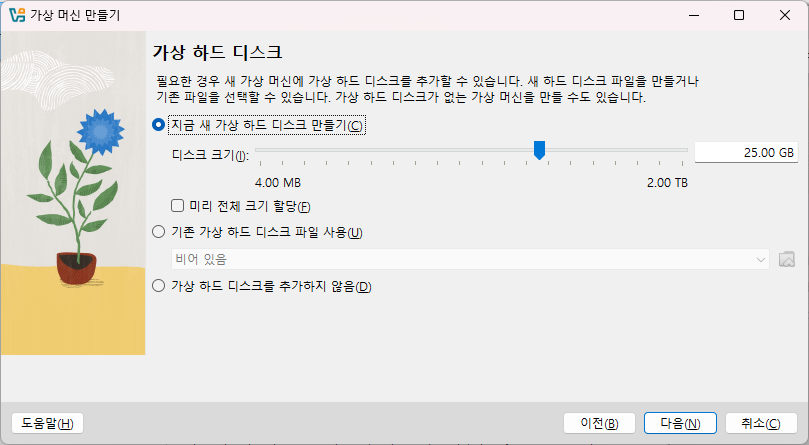 가상 머신 만들기
가상 하드 디스크
필요한 경우 새 가상 머신에 가상 하드 디스크를 추가할 수 있습니다. 새 하드 디스크 파일을 만들거나
기존 파일을 선택할 수 있습니다. 가상 하드 디스크가 없는 가상 머신을 만들 수도 있습니다.
지금 새 가상 하드 디스크 만들기(C)
디스크 크기(I): 25.00 GB
4.00 MB 2.00 TB
미리 전체 크기 할당(F)
기존 가상 하드 디스크 파일 사용(U)
비어 있음
가상 하드 디스크를 추가하지 않음(D)
도움말(H) 이전(B) 다음(N) 취소(C)